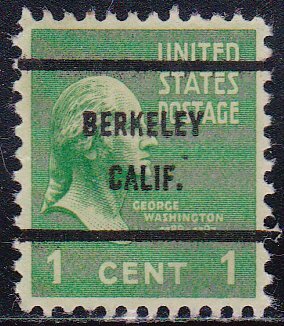 UNITED
STATES
POSTAGE
BERKELEY
CALIF.
GEORGE
WASHINGTON
1 CENT 1